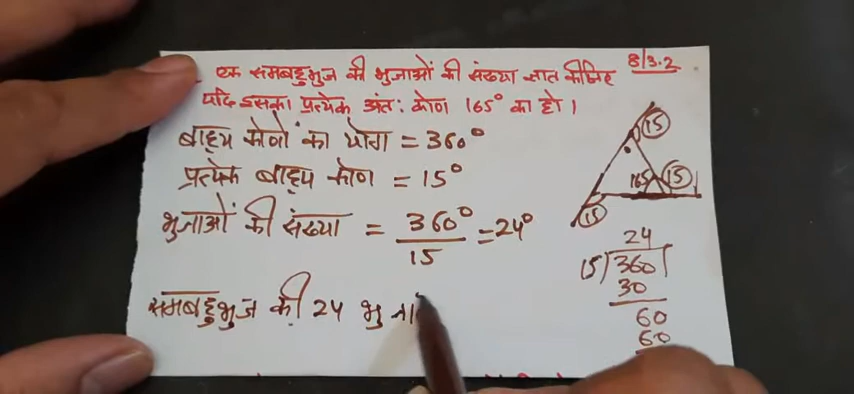 एक समबहुभुज की भुजाओं की संख्या ज्ञात कीजिए 8/3.2
यदि इसका प्रत्येक अंत: कोण 165° का हो।
बाह्य कोणों का योग = 360°
प्रत्येक बाह्य कोण = 15°
भुजाओं की संख्या = 360° / 15 = 24°
समबहुभुज की 24 भुजा
15
165 15
15
24
15)360
30
60
60